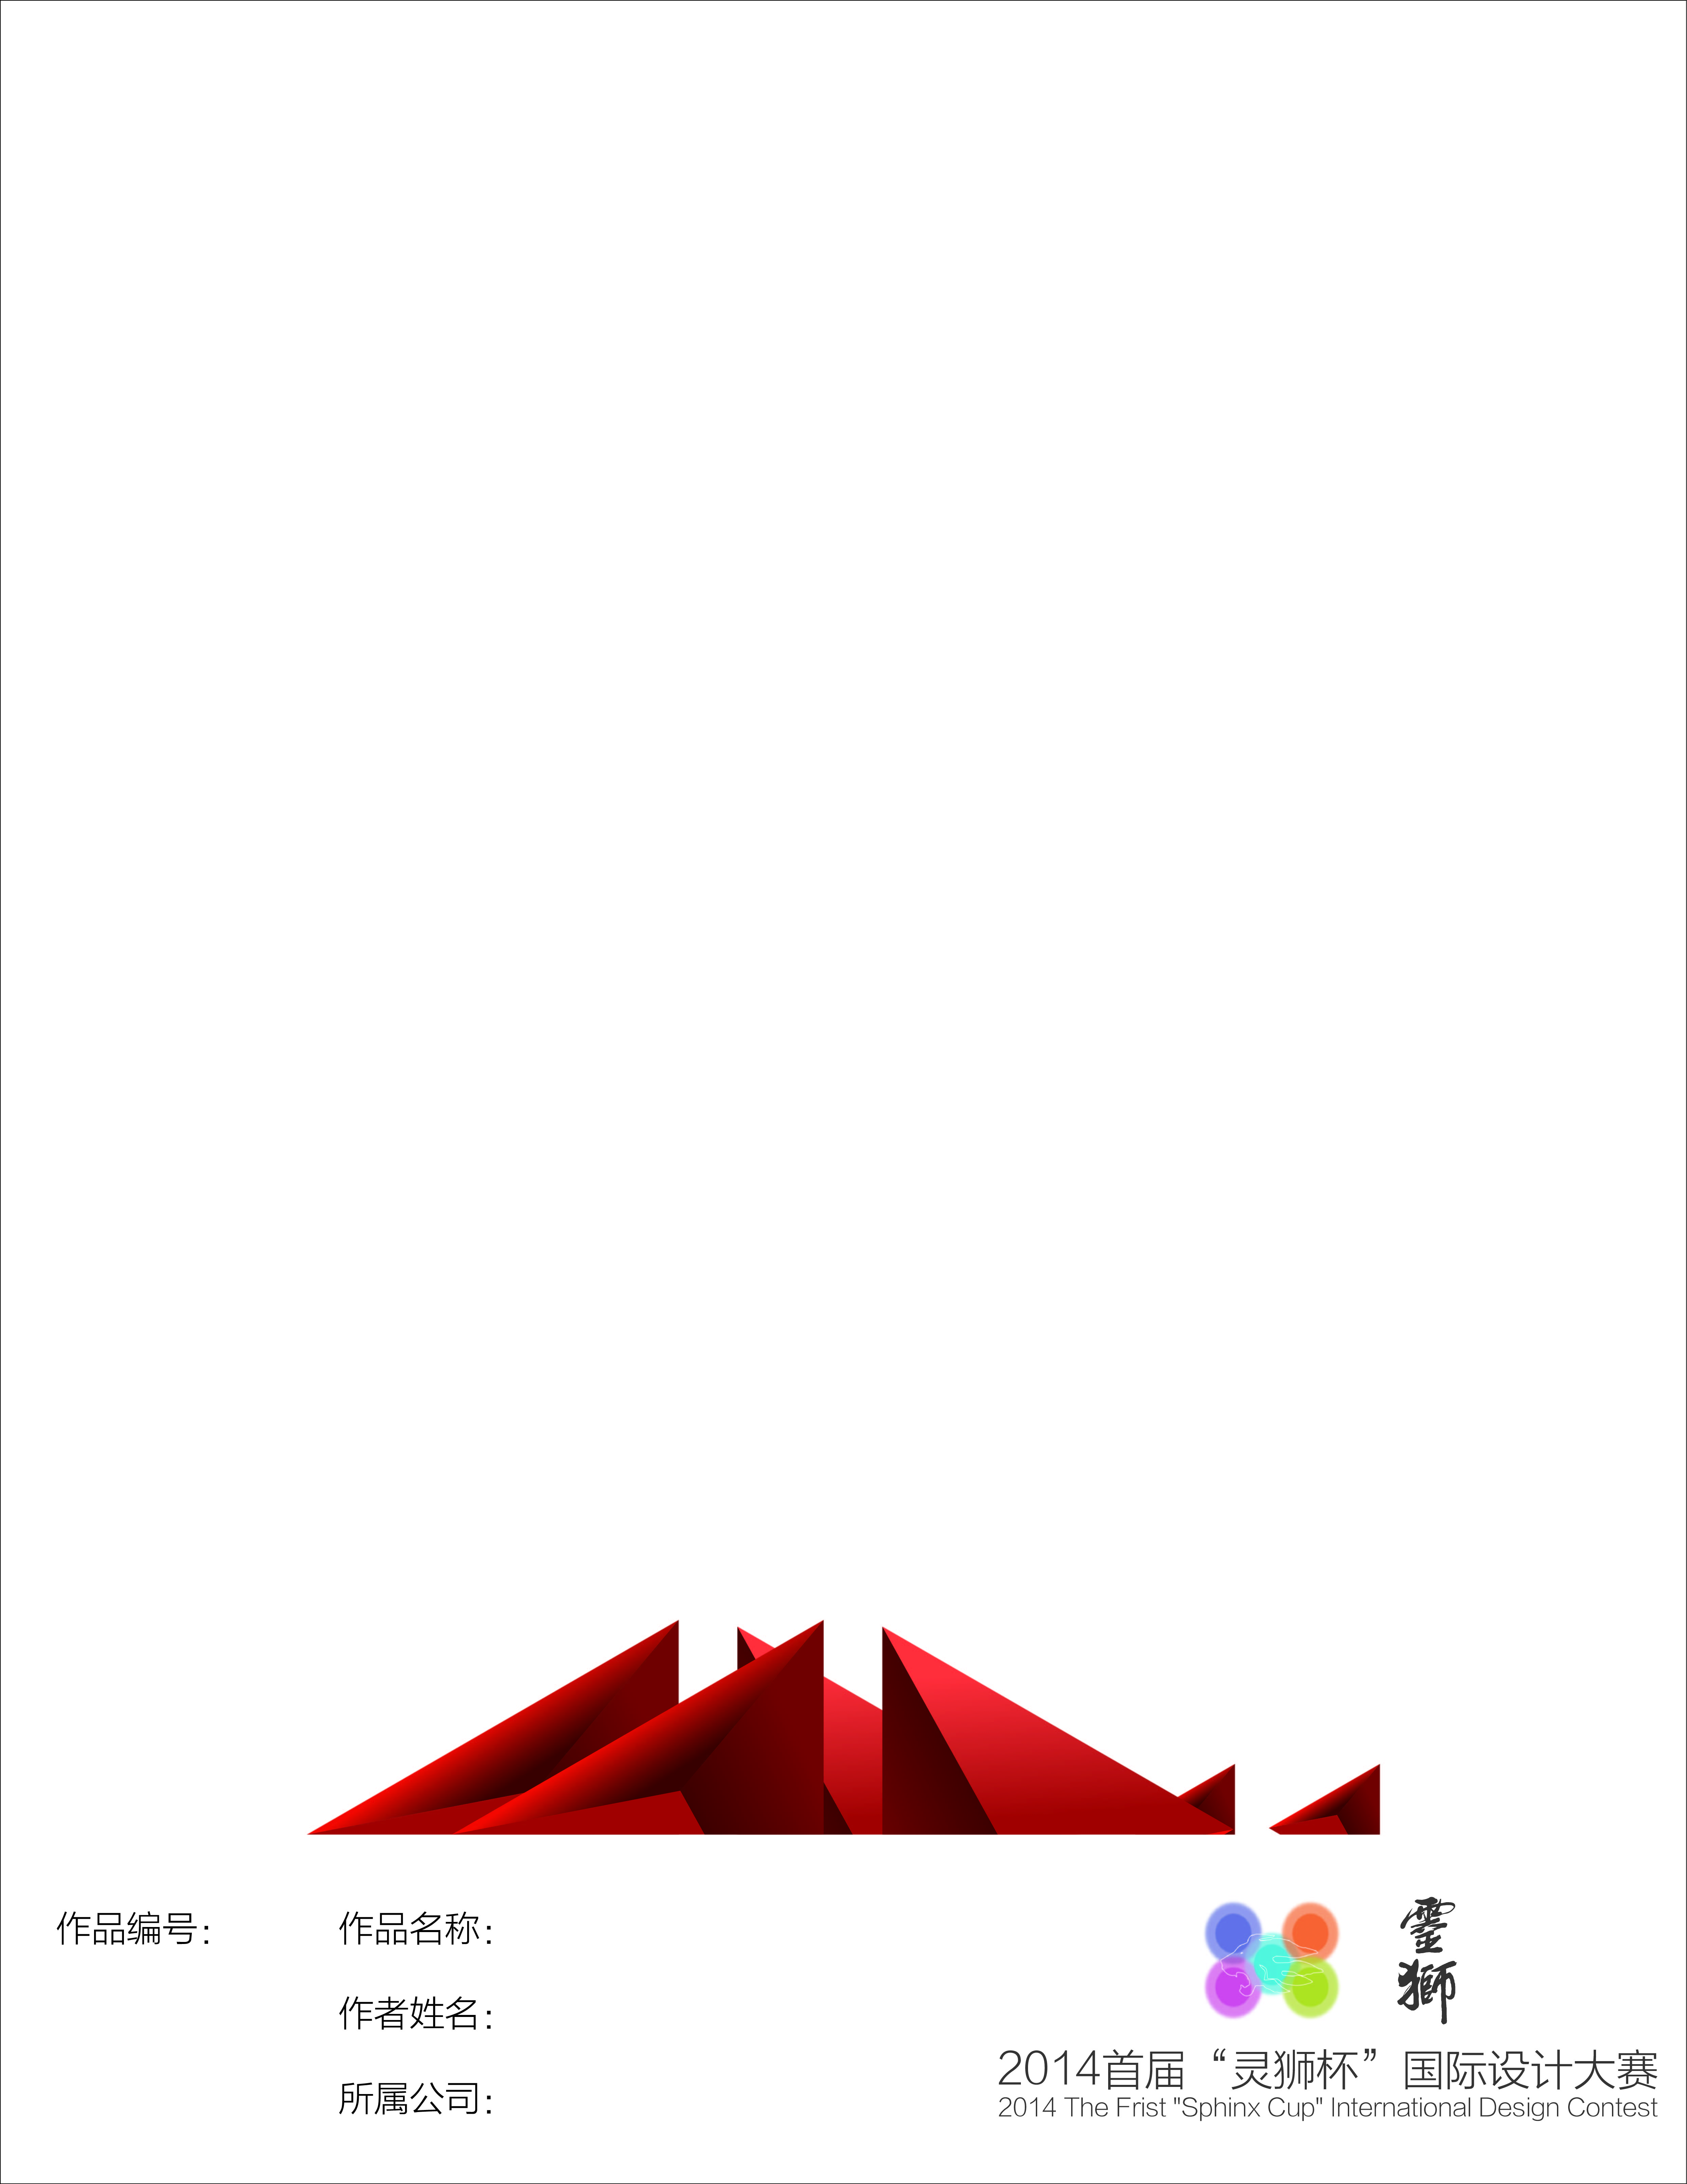 作品编号：
作品名称：
作者姓名：
所属公司：
靈
獅
2014首届“灵狮杯”国际设计大赛
2014 The Frist "Sphinx Cup" International Design Contest